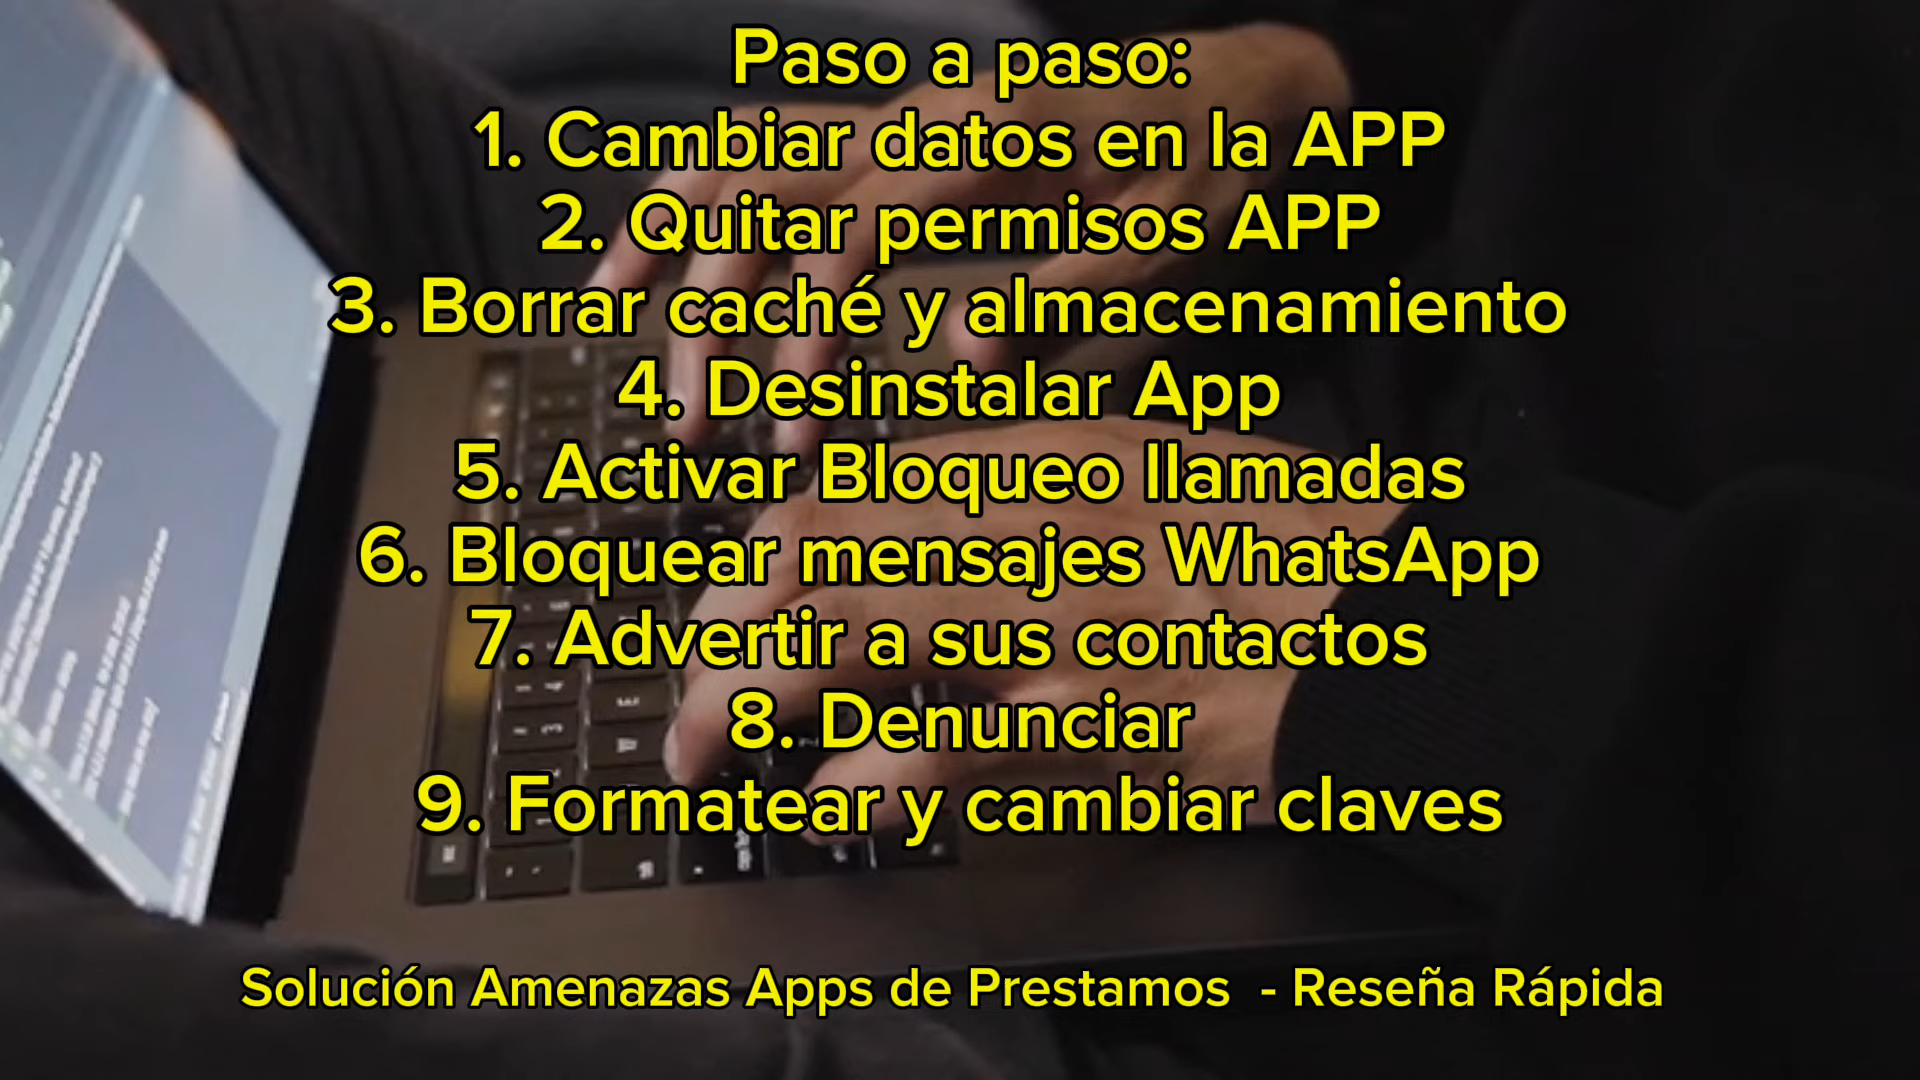 Paso a paso:
1. Cambiar datos en la APP
2. Quitar permisos APP
3. Borrar caché y almacenamiento
4. Desinstalar App
5. Activar Bloqueo llamadas
6. Bloquear mensajes WhatsApp
7. Advertir a sus contactos
8. Denunciar
9. Formatear y cambiar claves
Solución Amenazas Apps de Prestamos - Reseña Rápida